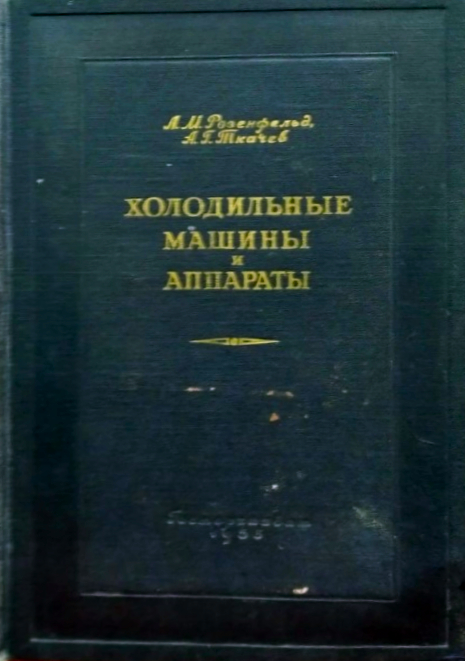 Л. М. Розенфельд,
А. Г. Ткачев
ХОЛОДИЛЬНЫЕ
МАШИНЫ
и
АППАРАТЫ